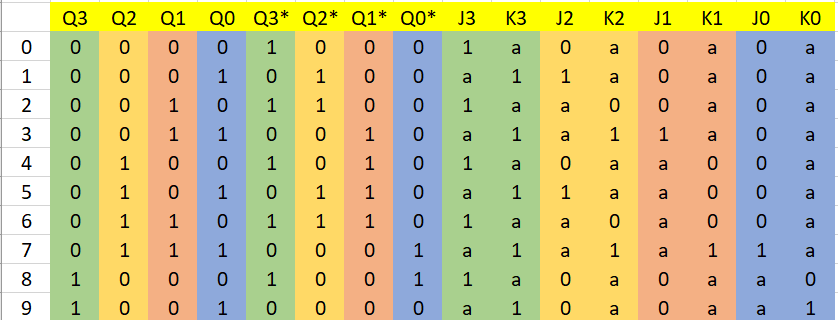 Q3 Q2 Q1 Q0 Q3* Q2* Q1* Q0* J3 K3 J2 K2 J1 K1 J0 K0
0 0 0 0 0 1 0 0 0 1 a 0 a 0 a 0 a
1 0 0 0 1 0 1 0 0 a 1 1 a 0 a 0 a
2 0 0 1 0 1 1 0 0 1 a a 0 0 a 0 a
3 0 0 1 1 0 0 1 0 a 1 a 1 1 a 0 a
4 0 1 0 0 1 0 1 0 1 a 0 a a 0 0 a
5 0 1 0 1 0 1 1 0 a 1 1 a a 0 0 a
6 0 1 1 0 1 1 1 0 1 a a 0 a 0 0 a
7 0 1 1 1 0 0 0 1 a 1 a 1 a 1 1 a
8 1 0 0 0 1 0 0 1 1 a 0 a 0 a a 0
9 1 0 0 1 0 0 0 0 a 1 0 a 0 a a 1